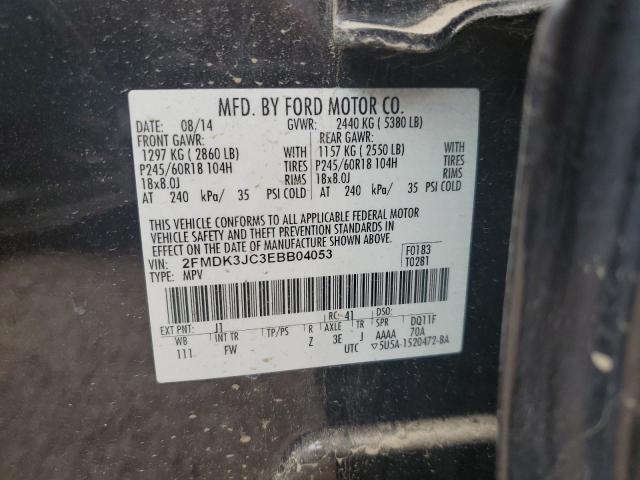 MFD. BY FORD MOTOR CO.
DATE: 08/14 GVWR: 2440 KG ( 5380 LB)
FRONT GAWR: REAR GAWR:
1297 KG ( 2860 LB) WITH 1157 KG ( 2550 LB) WITH
P245/60R18 104H TIRES P245/60R18 104H TIRES
18x8.0J RIMS 18x8.0J RIMS
AT 240 kPa/ 35 PSI COLD AT 240 kPa/ 35 PSI COLD
THIS VEHICLE CONFORMS TO ALL APPLICABLE FEDERAL MOTOR
VEHICLE SAFETY AND THEFT PREVENTION STANDARDS IN
EFFECT ON THE DATE OF MANUFACTURE SHOWN ABOVE.
VIN: 2FMDK3JC3EBB04053 F0183
TYPE: MPV T0281
EXT PNT: J1 RC: 41 DSO:
WB INT TR TP/PS R AXLE TR SPR DQ11F
111 FW Z 3E J AAAA 70A
UTC ▽5U5A-1520472-BA